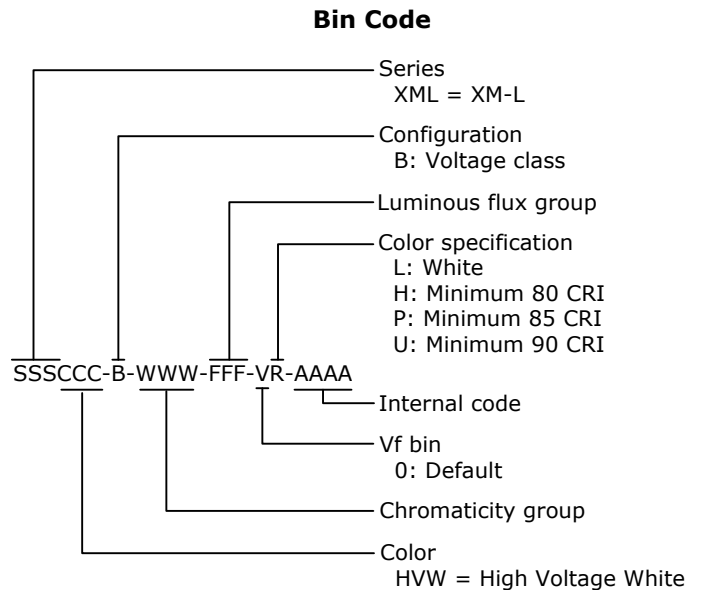 Bin Code
Series
XML = XM-L
Configuration
B: Voltage class
Luminous flux group
Color specification
L: White
H: Minimum 80 CRI
P: Minimum 85 CRI
U: Minimum 90 CRI
SSSCCC-B-WWW-FFF-VR-AAAA
Internal code
Vf bin
0: Default
Chromaticity group
Color
HVW = High Voltage White